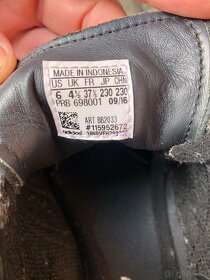 MADE IN INDONESIA
US UK FR JP CHN
6 4½ 37⅓ 230 230
PRB 698001 09/16
ART BB2033
#115952672
adidas